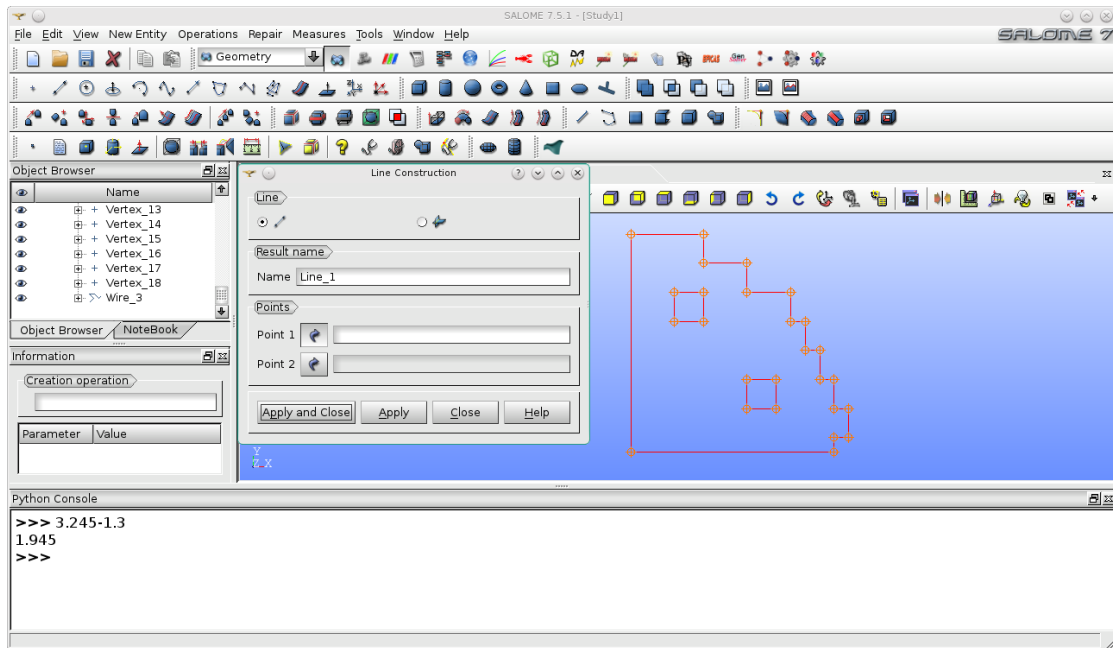 SALOME 7.5.1 - [Study1]
File Edit View New Entity Operations Repair Measures Tools Window Help
SALOME 7
Geometry
Object Browser
Name
Vertex_13
Vertex_14
Vertex_15
Vertex_16
Vertex_17
Vertex_18
Wire_3
Object Browser NoteBook
Information
Creation operation
Parameter Value
Line Construction
Line
Result name
Name Line_1
Points
Point 1
Point 2
Apply and Close Apply Close Help
Y
Z X
Python Console
>>> 3.245-1.3
1.945
>>>